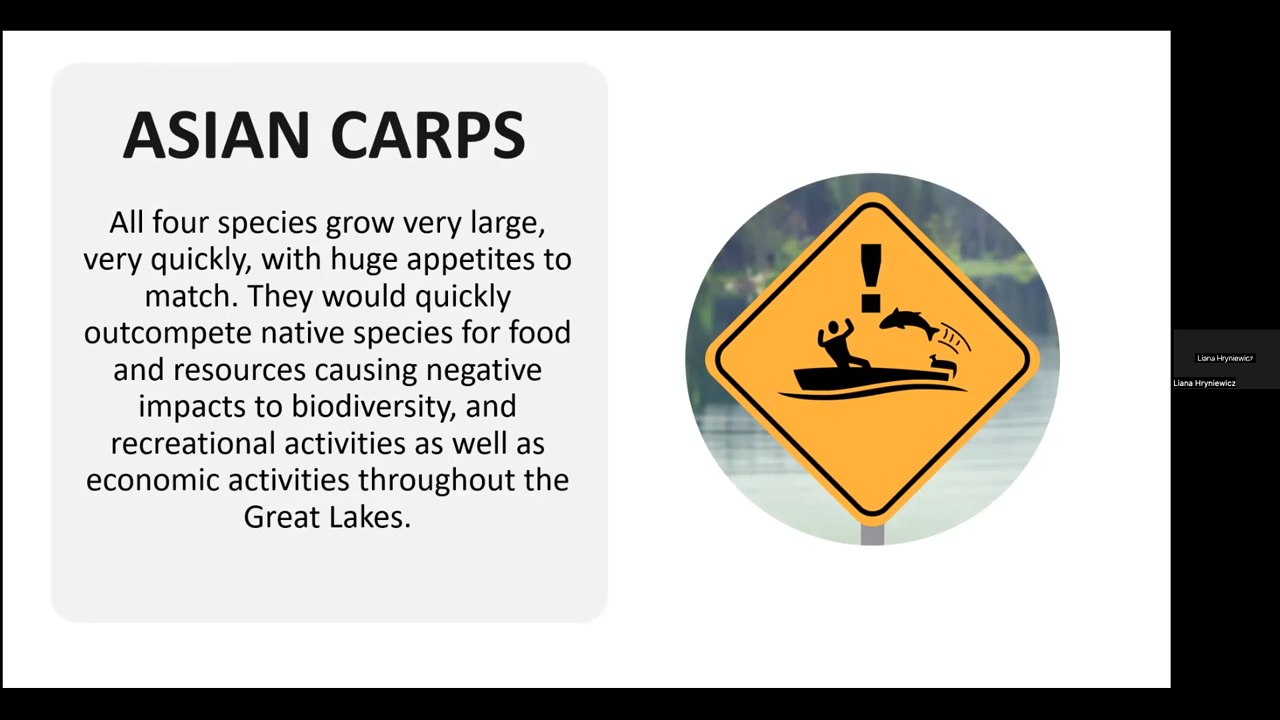 ASIAN CARPS
All four species grow very large,
very quickly, with huge appetites to
match. They would quickly
outcompete native species for food
and resources causing negative
impacts to biodiversity, and
recreational activities as well as
economic activities throughout the
Great Lakes.
!
Liana Hryniewicz
Liana Hryniewicz